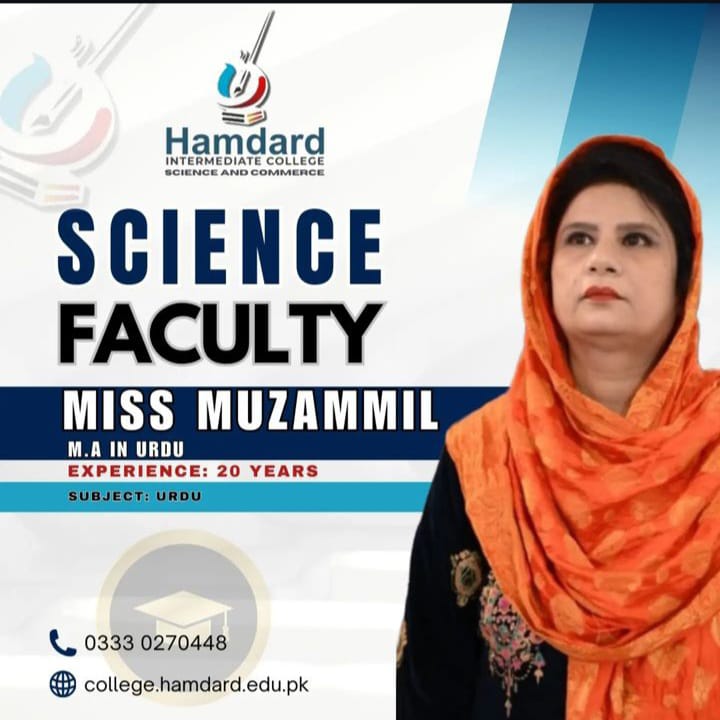 Hamdard
INTERMEDIATE COLLEGE
SCIENCE AND COMMERCE
SCIENCE
FACULTY
MISS MUZAMMIL
M.A IN URDU
EXPERIENCE: 20 YEARS
SUBJECT: URDU
0333 0270448
college.hamdard.edu.pk